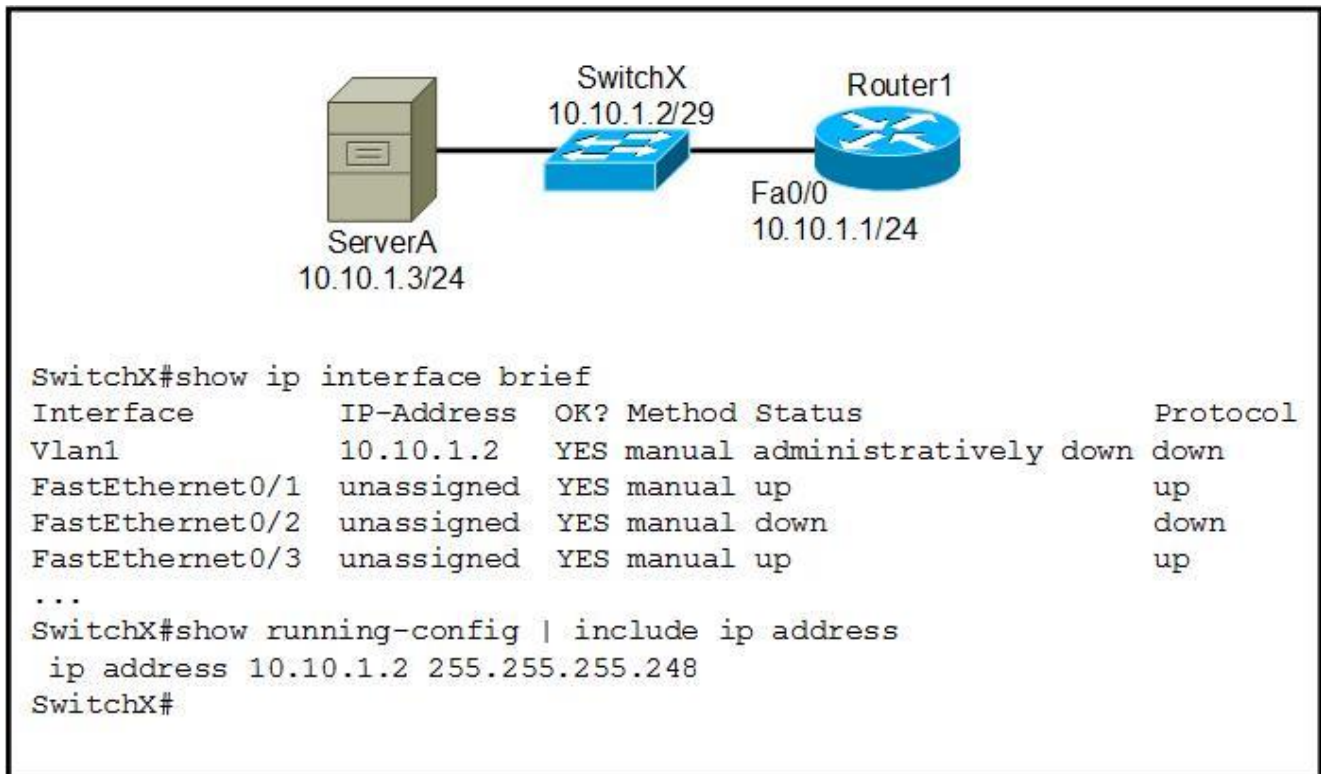 SwitchX
10.10.1.2/29
Router1
Fa0/0
10.10.1.1/24
ServerA
10.10.1.3/24
SwitchX#show ip interface brief
Interface IP-Address OK? Method Status Protocol
Vlan1 10.10.1.2 YES manual administratively down down
FastEthernet0/1 unassigned YES manual up up
FastEthernet0/2 unassigned YES manual down down
FastEthernet0/3 unassigned YES manual up up
...
SwitchX#show running-config | include ip address
ip address 10.10.1.2 255.255.255.248
SwitchX#